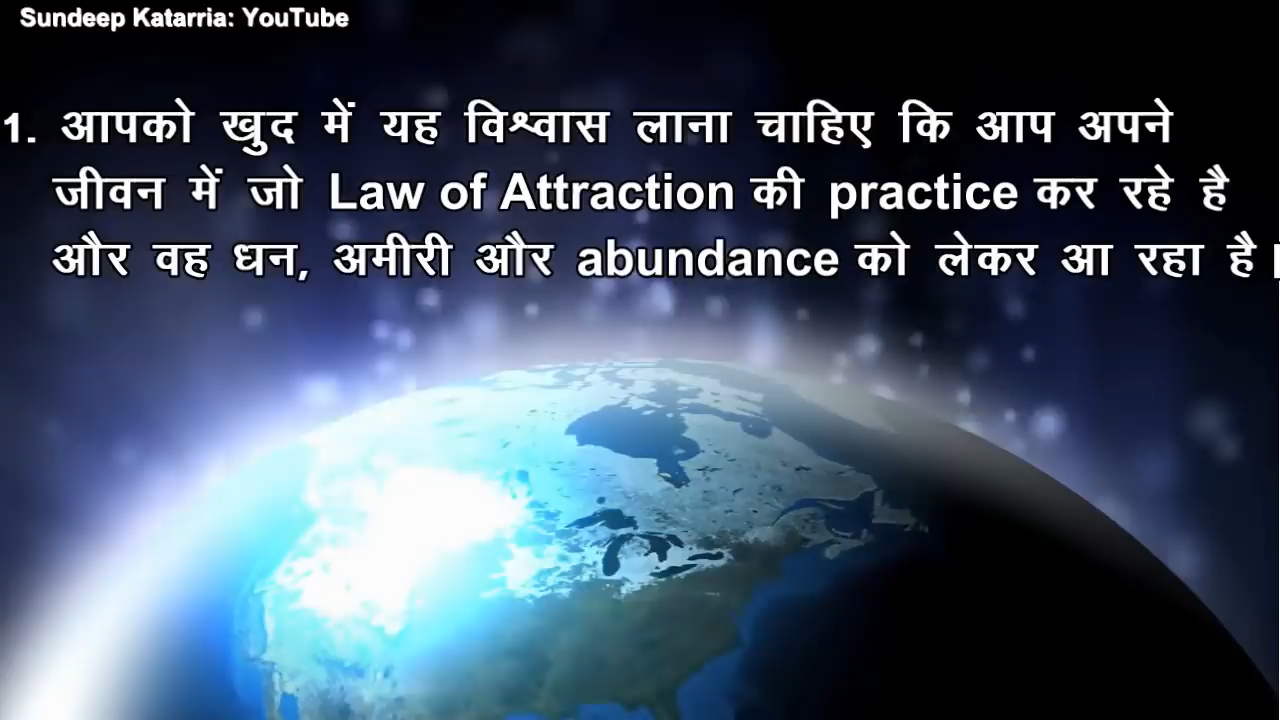 Sundeep Katarria: YouTube
1. आपको खुद में यह विश्वास लाना चाहिए कि आप अपने
जीवन में जो Law of Attraction की practice कर रहे है
और वह धन, अमीरी और abundance को लेकर आ रहा है।